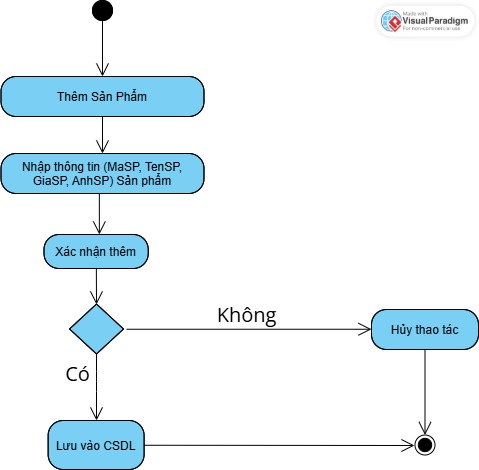 Made with
Visual Paradigm
For non-commercial use
Thêm Sản Phẩm
Nhập thông tin (MaSP, TenSP,
GiaSP, AnhSP) Sản phẩm
Xác nhận thêm
Không
Hủy thao tác
Có
Lưu vào CSDL